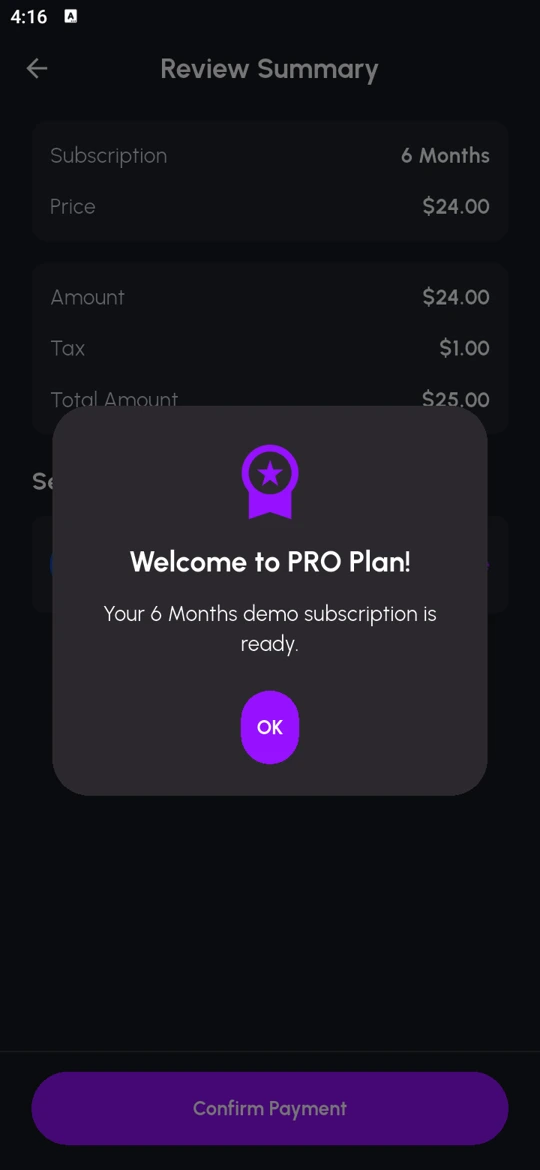 4:16
Review Summary
Subscription 6 Months
Price $24.00
Amount $24.00
Tax $1.00
Total Amount $25.00
Welcome to PRO Plan!
Your 6 Months demo subscription is
ready.
OK
Confirm Payment